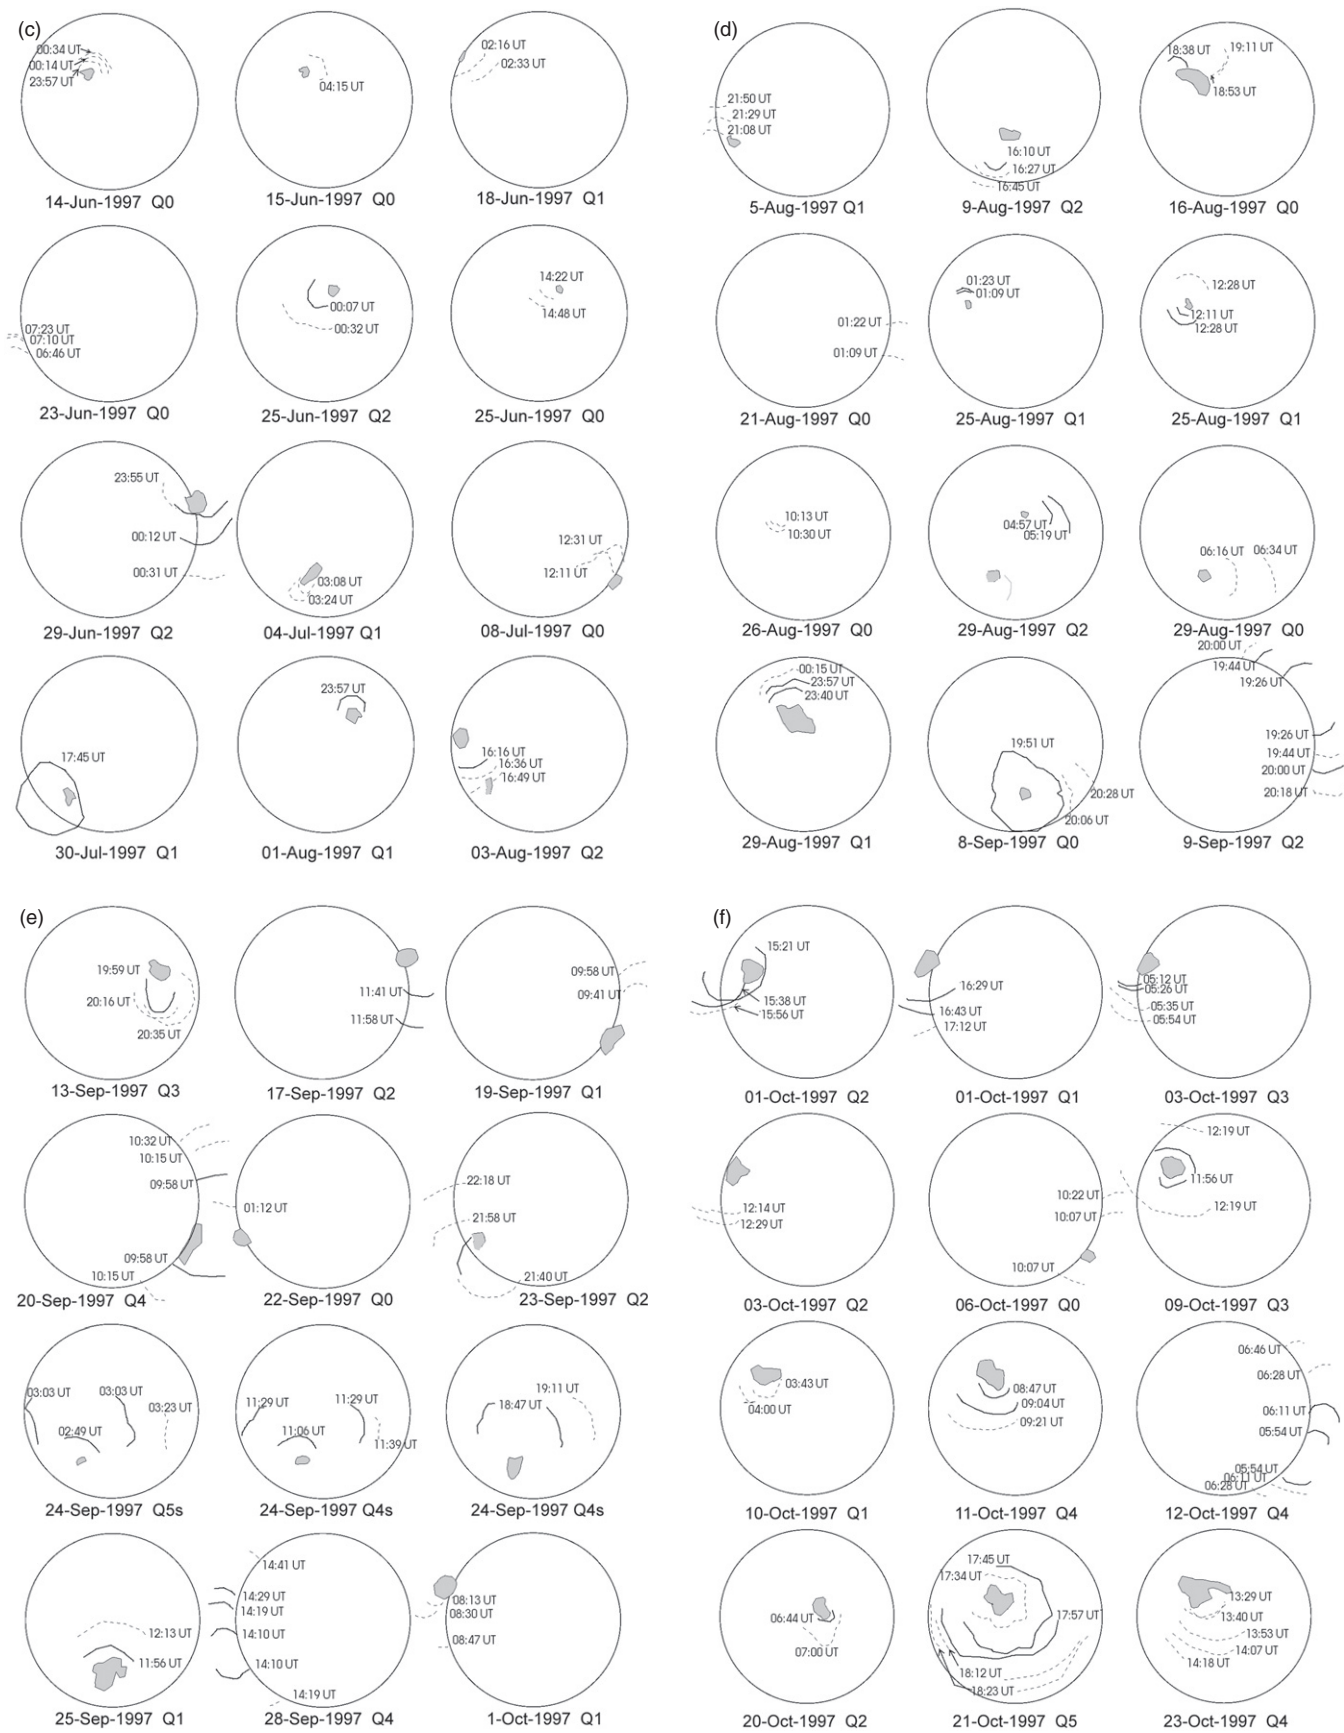 (c)
00:34 UT
00:14 UT
23:57 UT
14-Jun-1997 Q0
04:15 UT
15-Jun-1997 Q0
02:16 UT
02:33 UT
18-Jun-1997 Q1
07:23 UT
07:10 UT
06:46 UT
23-Jun-1997 Q0
00:07 UT
00:32 UT
25-Jun-1997 Q2
14:22 UT
14:48 UT
25-Jun-1997 Q0
23:55 UT
00:12 UT
00:31 UT
29-Jun-1997 Q2
03:08 UT
03:24 UT
04-Jul-1997 Q1
12:31 UT
12:11 UT
08-Jul-1997 Q0
17:45 UT
30-Jul-1997 Q1
23:57 UT
01-Aug-1997 Q1
16:16 UT
16:36 UT
16:49 UT
03-Aug-1997 Q2
(d)
21:50 UT
21:29 UT
21:08 UT
5-Aug-1997 Q1
16:10 UT
16:27 UT
16:45 UT
9-Aug-1997 Q2
18:38 UT
19:11 UT
18:53 UT
16-Aug-1997 Q0
01:22 UT
01:09 UT
21-Aug-1997 Q0
01:23 UT
01:09 UT
25-Aug-1997 Q1
12:28 UT
12:11 UT
12:28 UT
25-Aug-1997 Q1
10:13 UT
10:30 UT
26-Aug-1997 Q0
04:57 UT
05:19 UT
29-Aug-1997 Q2
06:16 UT
06:34 UT
29-Aug-1997 Q0
00:15 UT
23:57 UT
23:40 UT
29-Aug-1997 Q1
19:51 UT
20:28 UT
20:06 UT
8-Sep-1997 Q0
20:00 UT
19:44 UT
19:26 UT
19:26 UT
19:44 UT
20:00 UT
20:18 UT
9-Sep-1997 Q2
(e)
19:59 UT
20:16 UT
20:35 UT
13-Sep-1997 Q3
11:41 UT
11:58 UT
17-Sep-1997 Q2
09:58 UT
09:41 UT
19-Sep-1997 Q1
10:32 UT
10:15 UT
09:58 UT
09:58 UT
10:15 UT
20-Sep-1997 Q4
01:12 UT
22-Sep-1997 Q0
22:18 UT
21:58 UT
21:40 UT
23-Sep-1997 Q2
03:03 UT
03:03 UT
03:23 UT
02:49 UT
24-Sep-1997 Q5s
11:29 UT
11:29 UT
11:06 UT
11:39 UT
24-Sep-1997 Q4s
19:11 UT
18:47 UT
24-Sep-1997 Q4s
12:13 UT
11:56 UT
25-Sep-1997 Q1
14:41 UT
14:29 UT
14:19 UT
14:10 UT
14:10 UT
14:19 UT
28-Sep-1997 Q4
08:13 UT
08:30 UT
08:47 UT
1-Oct-1997 Q1
(f)
15:21 UT
15:38 UT
15:56 UT
01-Oct-1997 Q2
16:29 UT
16:43 UT
17:12 UT
01-Oct-1997 Q1
05:12 UT
05:26 UT
05:35 UT
05:54 UT
03-Oct-1997 Q3
12:14 UT
12:29 UT
03-Oct-1997 Q2
10:22 UT
10:07 UT
10:07 UT
06-Oct-1997 Q0
12:19 UT
11:56 UT
12:19 UT
09-Oct-1997 Q3
03:43 UT
04:00 UT
10-Oct-1997 Q1
08:47 UT
09:04 UT
09:21 UT
11-Oct-1997 Q4
06:46 UT
06:28 UT
06:11 UT
05:54 UT
05:54 UT
06:11 UT
06:28 UT
12-Oct-1997 Q4
06:44 UT
07:00 UT
20-Oct-1997 Q2
17:45 UT
17:34 UT
17:57 UT
18:12 UT
18:23 UT
21-Oct-1997 Q5
13:29 UT
13:40 UT
13:53 UT
14:07 UT
14:18 UT
23-Oct-1997 Q4